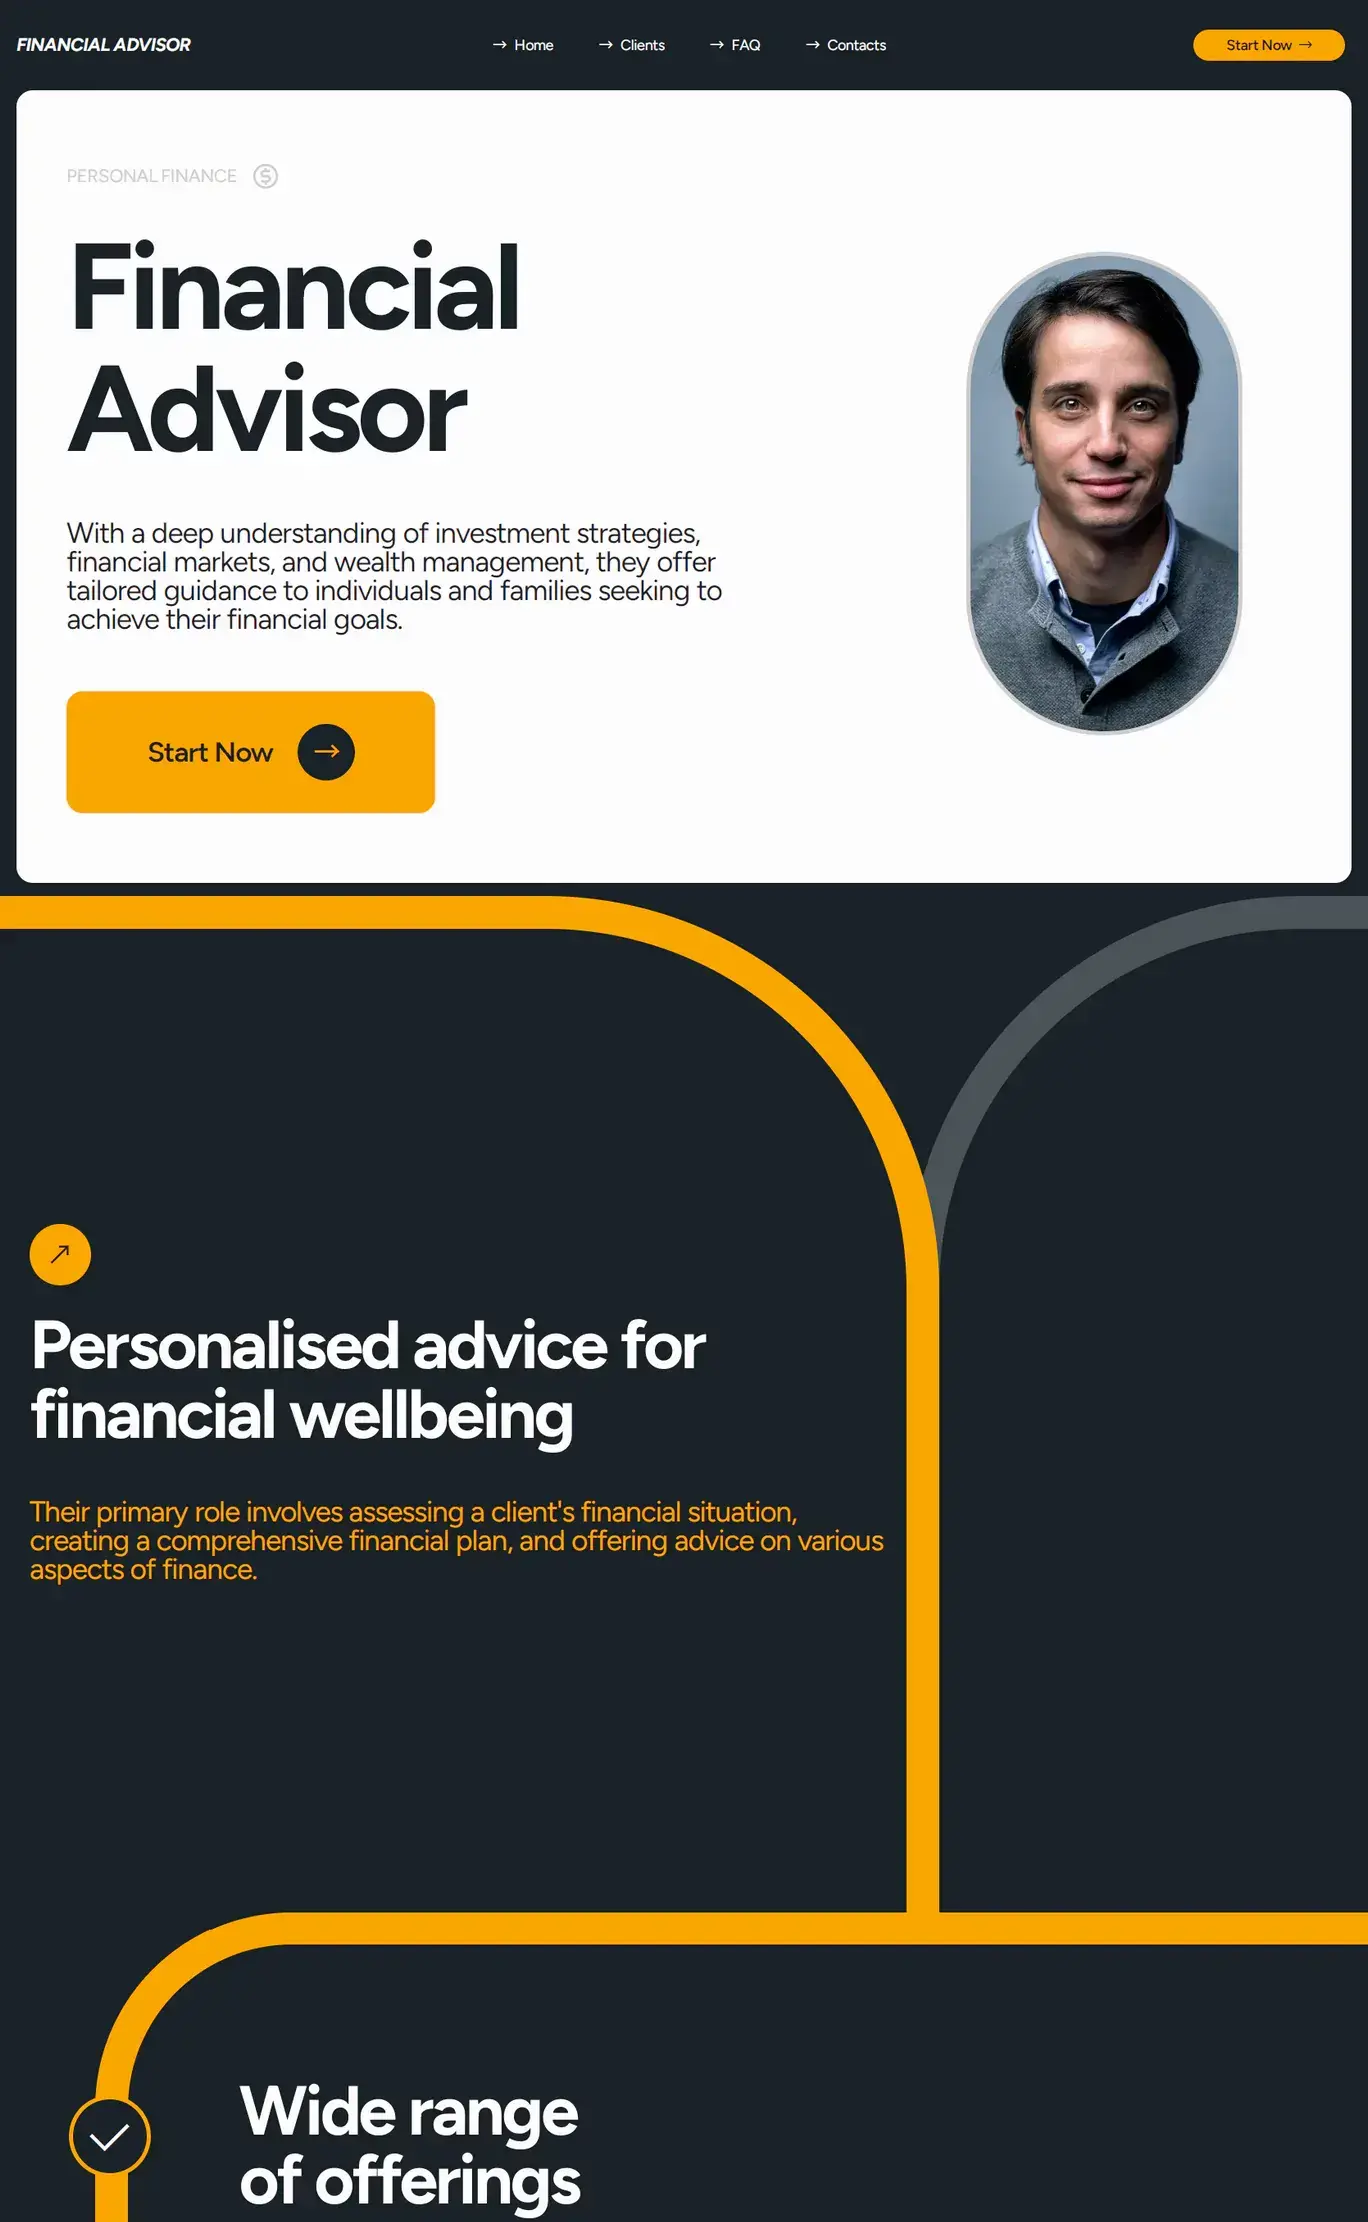 FINANCIAL ADVISOR
→ Home → Clients → FAQ → Contacts
Start Now →
PERSONAL FINANCE
Financial
Advisor
With a deep understanding of investment strategies,
financial markets, and wealth management, they offer
tailored guidance to individuals and families seeking to
achieve their financial goals.
Start Now →
Personalised advice for
financial wellbeing
Their primary role involves assessing a client's financial situation,
creating a comprehensive financial plan, and offering advice on various
aspects of finance.
Wide range
of offerings